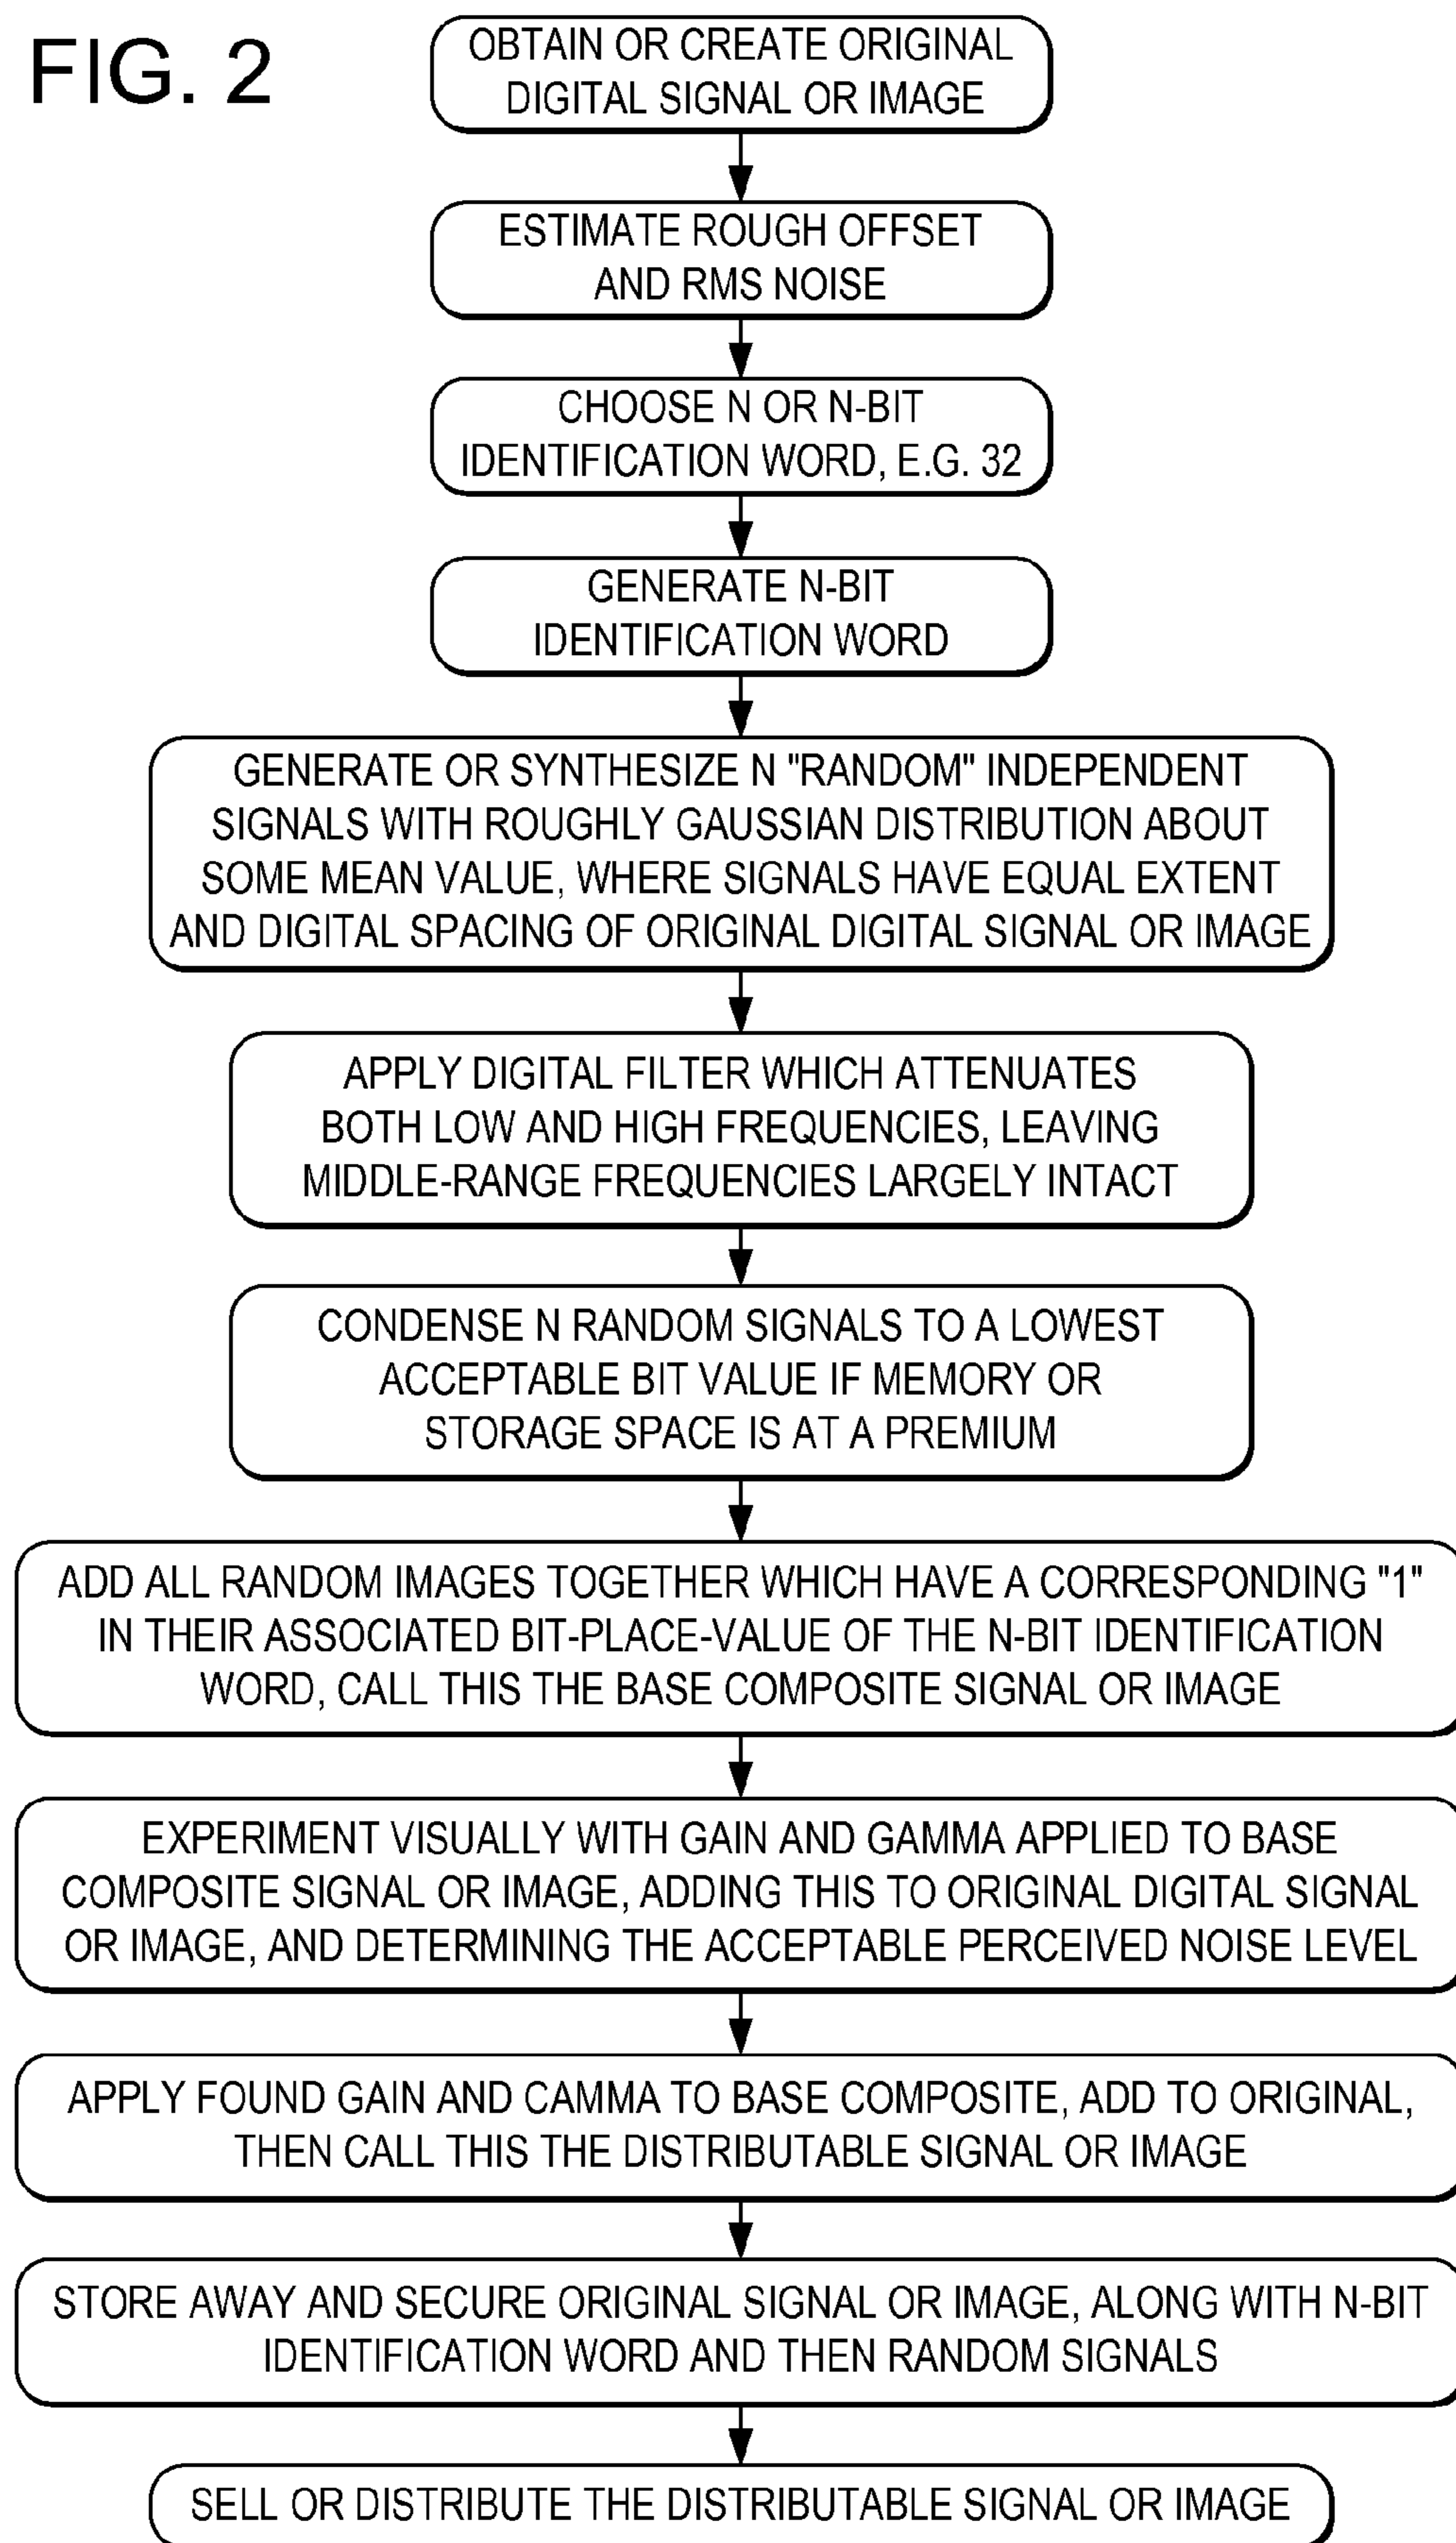 FIG. 2
OBTAIN OR CREATE ORIGINAL
DIGITAL SIGNAL OR IMAGE
ESTIMATE ROUGH OFFSET
AND RMS NOISE
CHOOSE N OR N-BIT
IDENTIFICATION WORD, E.G. 32
GENERATE N-BIT
IDENTIFICATION WORD
GENERATE OR SYNTHESIZE N "RANDOM" INDEPENDENT
SIGNALS WITH ROUGHLY GAUSSIAN DISTRIBUTION ABOUT
SOME MEAN VALUE, WHERE SIGNALS HAVE EQUAL EXTENT
AND DIGITAL SPACING OF ORIGINAL DIGITAL SIGNAL OR IMAGE
APPLY DIGITAL FILTER WHICH ATTENUATES
BOTH LOW AND HIGH FREQUENCIES, LEAVING
MIDDLE-RANGE FREQUENCIES LARGELY INTACT
CONDENSE N RANDOM SIGNALS TO A LOWEST
ACCEPTABLE BIT VALUE IF MEMORY OR
STORAGE SPACE IS AT A PREMIUM
ADD ALL RANDOM IMAGES TOGETHER WHICH HAVE A CORRESPONDING "1"
IN THEIR ASSOCIATED BIT-PLACE-VALUE OF THE N-BIT IDENTIFICATION
WORD, CALL THIS THE BASE COMPOSITE SIGNAL OR IMAGE
EXPERIMENT VISUALLY WITH GAIN AND GAMMA APPLIED TO BASE
COMPOSITE SIGNAL OR IMAGE, ADDING THIS TO ORIGINAL DIGITAL SIGNAL
OR IMAGE, AND DETERMINING THE ACCEPTABLE PERCEIVED NOISE LEVEL
APPLY FOUND GAIN AND CAMMA TO BASE COMPOSITE, ADD TO ORIGINAL,
THEN CALL THIS THE DISTRIBUTABLE SIGNAL OR IMAGE
STORE AWAY AND SECURE ORIGINAL SIGNAL OR IMAGE, ALONG WITH N-BIT
IDENTIFICATION WORD AND THEN RANDOM SIGNALS
SELL OR DISTRIBUTE THE DISTRIBUTABLE SIGNAL OR IMAGE